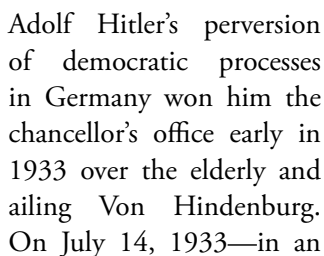 Adolf Hitler’s perversion
of democratic processes
in Germany won him the
chancellor’s office early in
1933 over the elderly and
ailing Von Hindenburg.
On July 14, 1933—in an